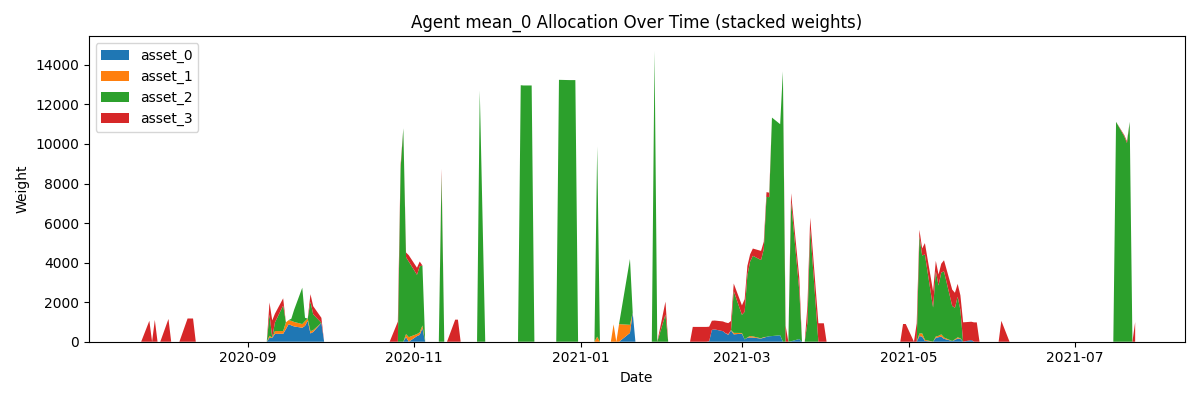 Agent mean_0 Allocation Over Time (stacked weights)
asset_0
asset_1
asset_2
asset_3
Weight
14000
12000
10000
8000
6000
4000
2000
0
2020-09
2020-11
2021-01
2021-03
2021-05
2021-07
Date